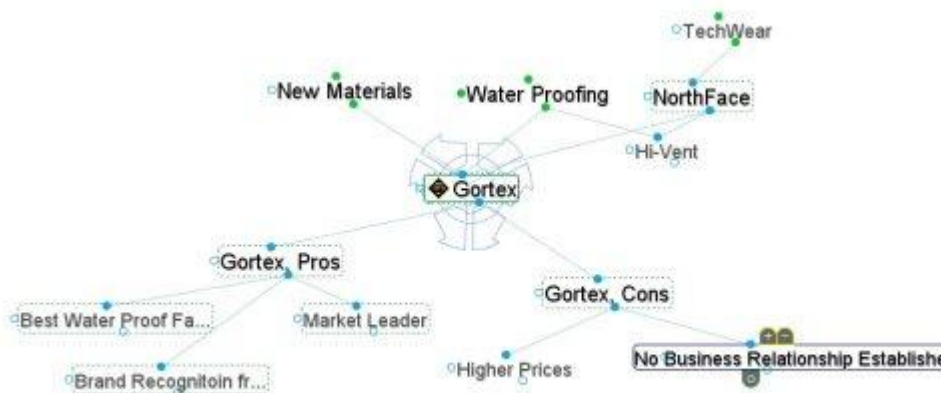 TechWear
New Materials
Water Proofing
NorthFace
Hi-Vent
Gortex
Gortex, Pros
Gortex, Cons
Best Water Proof Fa...
Market Leader
Higher Prices
No Business Relationship Establishe
Brand Recognitoin fr...